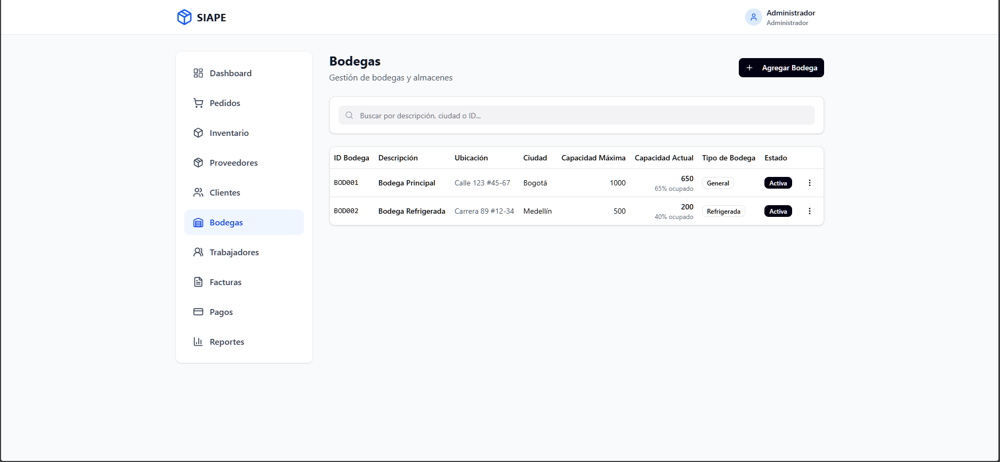 SIAPE
Administrador
Administrador
Dashboard
Pedidos
Inventario
Proveedores
Clientes
Bodegas
Trabajadores
Facturas
Pagos
Reportes
Bodegas
Gestión de bodegas y almacenes
Agregar Bodega
Buscar por descripción, ciudad o ID...
ID Bodega Descripción Ubicación Ciudad Capacidad Máxima Capacidad Actual Tipo de Bodega Estado
BOD001 Bodega Principal Calle 123 #45-67 Bogotá 1000 650 General Activa
65% ocupado
BOD002 Bodega Refrigerada Carrera 89 #12-34 Medellín 500 200 Refrigerada Activa
40% ocupado